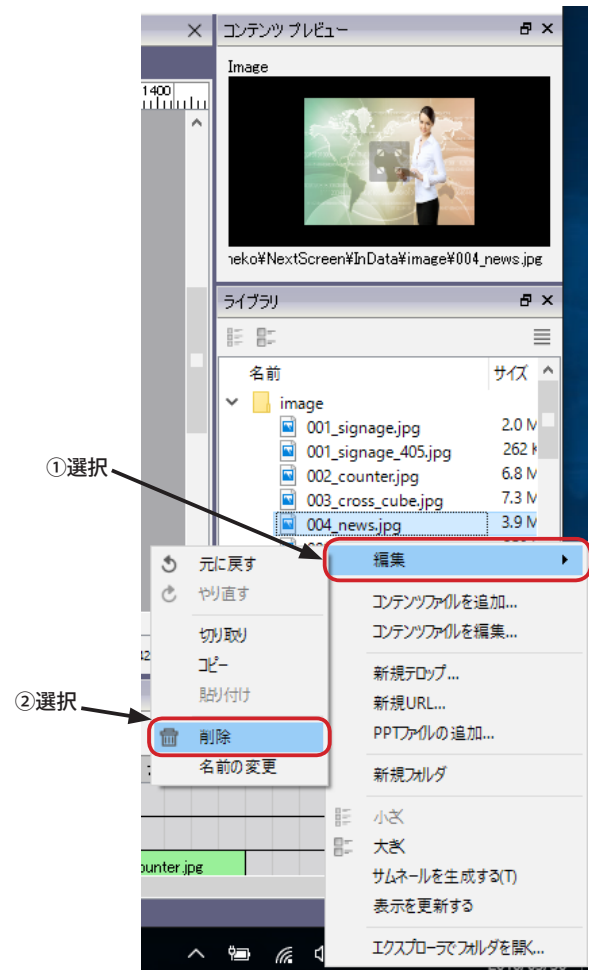 コンテンツ プレビュー
Image
1400
neko¥NextScreen¥InData¥image¥004_news.jpg
ライブラリ
名前 サイズ
image
001_signage.jpg 2.0 M
001_signage_405.jpg 262 k
002_counter.jpg 6.8 M
003_cross_cube.jpg 7.3 M
004_news.jpg 3.9 M
①選択
編集
元に戻す
やり直す
コンテンツファイルを追加...
コンテンツファイルを編集...
切り取り
コピー
貼り付け
新規テロップ...
新規URL...
PPTファイルの追加...
②選択
削除
名前の変更
新規フォルダ
小さく
大きく
サムネールを生成する(T)
表示を更新する
ounter.jpg
エクスプローラでフォルダを開く...